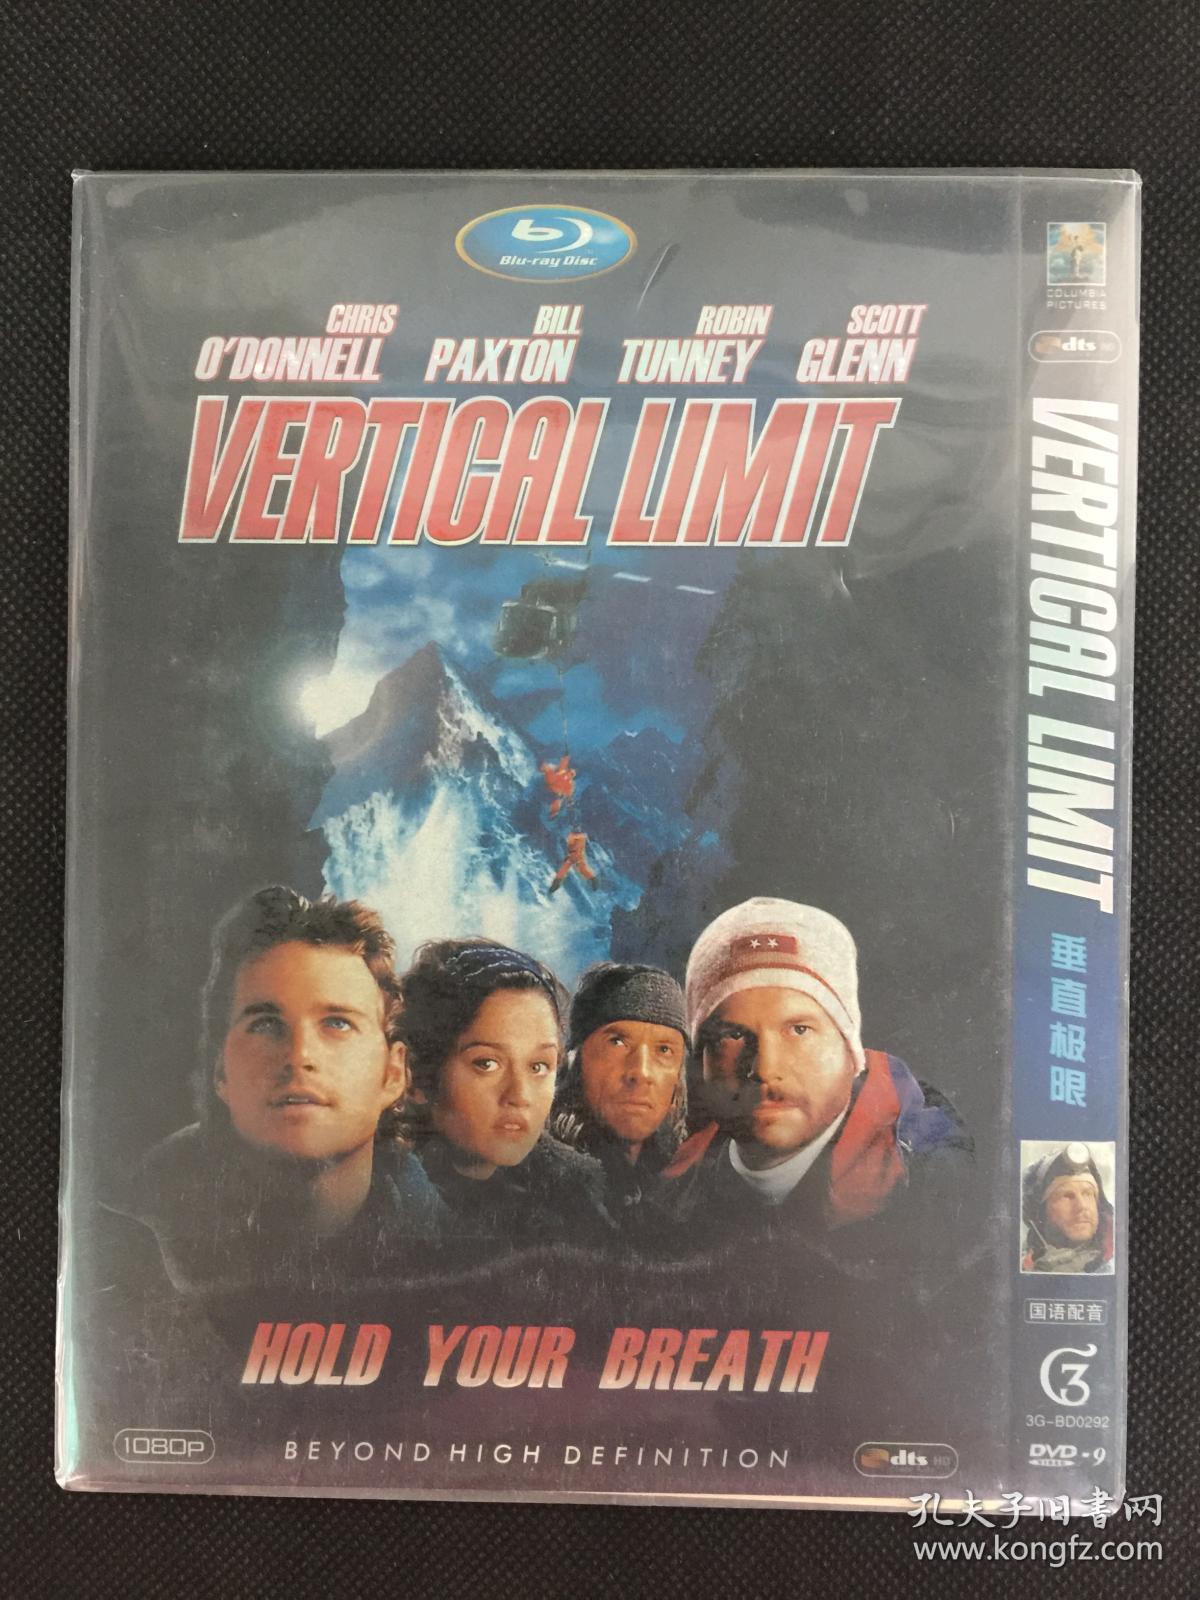 Blu-ray Disc
CHRIS O'DONNELL
BILL PAXTON
ROBIN TUNNEY
SCOTT GLENN
VERTICAL LIMIT
HOLD YOUR BREATH
1080P
BEYOND HIGH DEFINITION
dts HD
COLUMBIA
PICTURES
dts HD
VERTICAL LIMIT
垂直极限
国语配音
3
3G-BD0292
DVD-9
VIDEO
孔夫子旧书网
www.kongfz.com